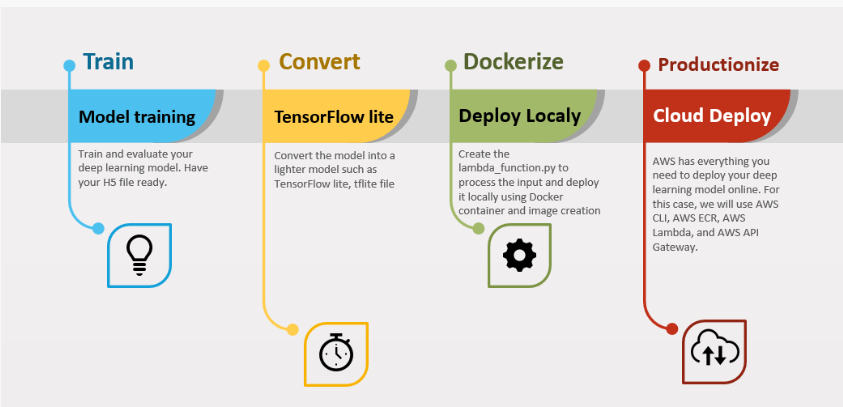 Train
Model training
Train and evaluate your
deep learning model. Have
your H5 file ready.
Convert
TensorFlow lite
Convert the model into a
lighter model such as
TensorFlow lite, tflite file
Dockerize
Deploy Localy
Create the
lambda_function.py to
process the input and deploy
it locally using Docker
container and image creation
Productionize
Cloud Deploy
AWS has everything you
need to deploy your deep
learning model online. For
this case, we will use AWS
CLI, AWS ECR, AWS
Lambda, and AWS API
Gateway.